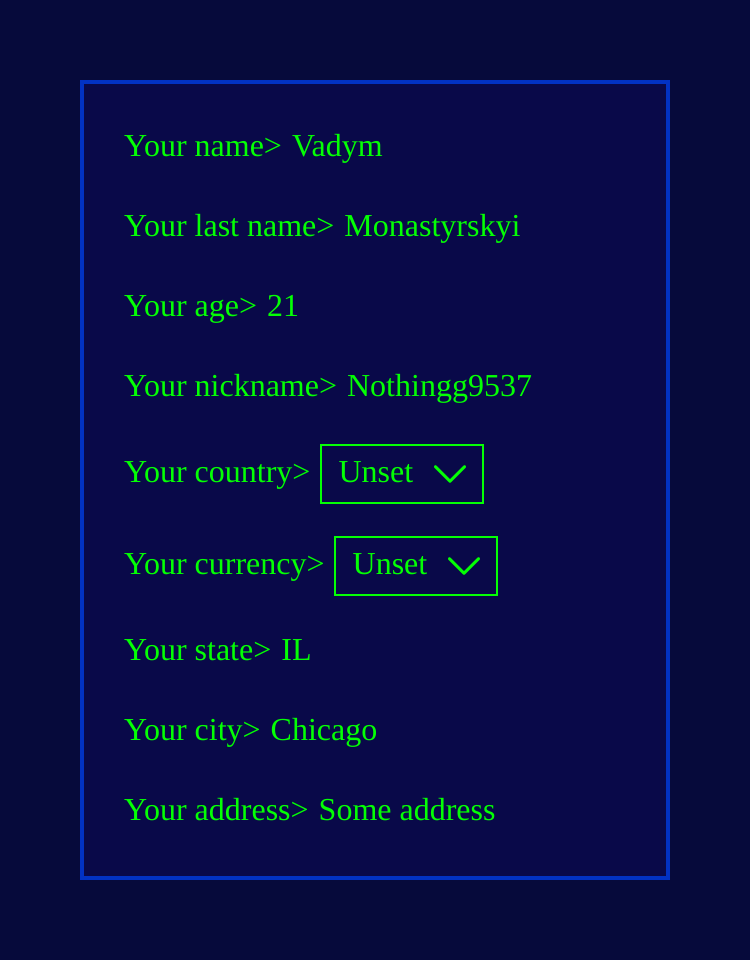 Your name> Vadym
Your last name> Monastyrskyi
Your age> 21
Your nickname> Nothingg9537
Your country> Unset
Your currency> Unset
Your state> IL
Your city> Chicago
Your address> Some address